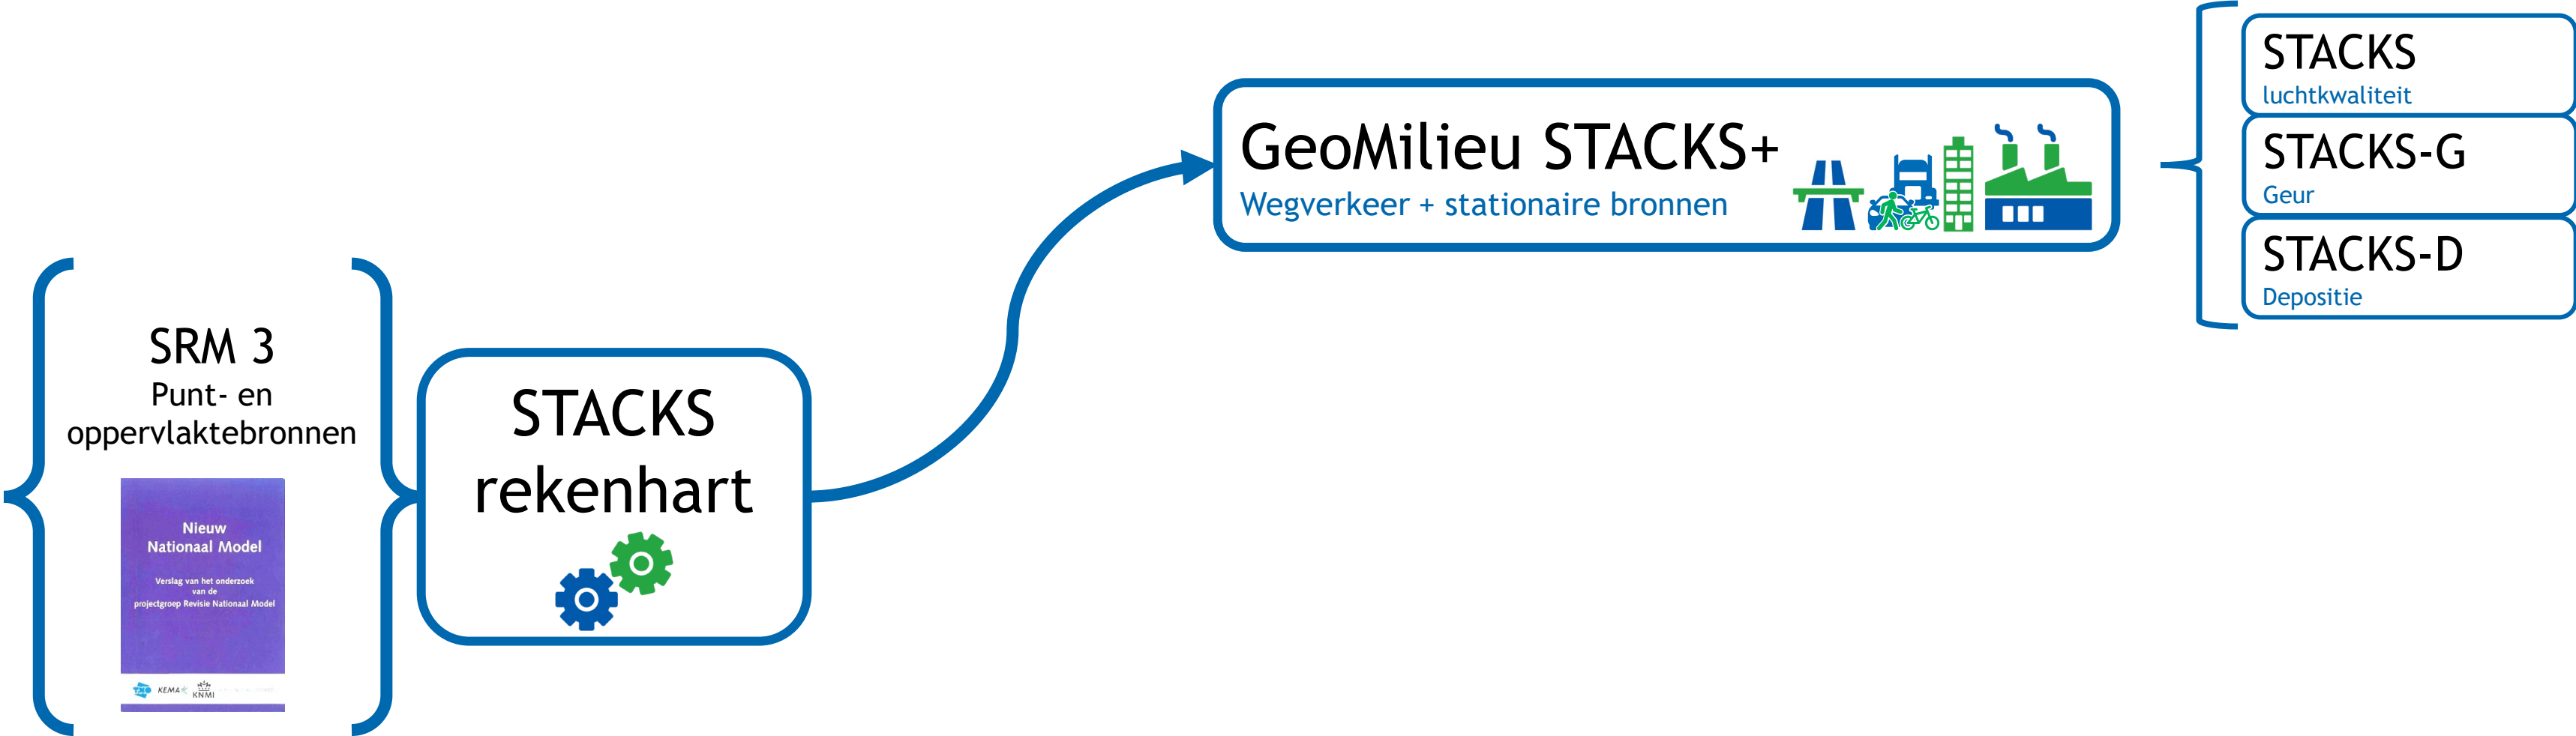 SRM 3
Punt- en
oppervlaktebronnen
Nieuw
Nationaal Model
Verslag van het onderzoek
van de
projectgroep Revisie Nationaal Model
TNO KEMA KNMI
STACKS
rekenhart
GeoMilieu STACKS+
Wegverkeer + stationaire bronnen
STACKS
luchtkwaliteit
STACKS-G
Geur
STACKS-D
Depositie